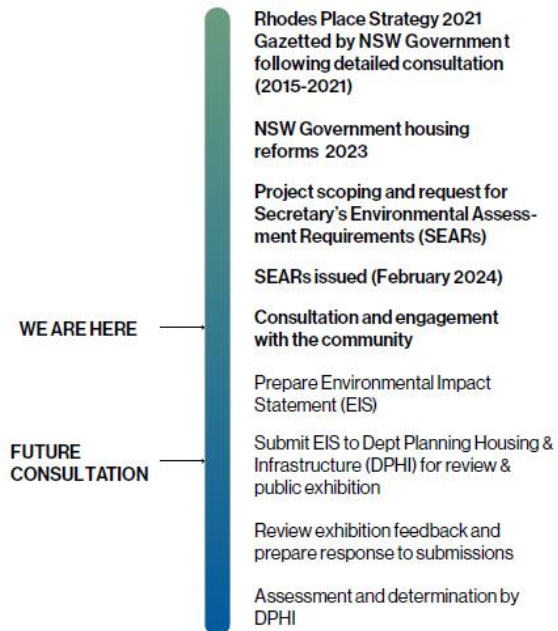 Rhodes Place Strategy 2021
Gazetted by NSW Government
following detailed consultation
(2015-2021)
NSW Government housing
reforms 2023
Project scoping and request for
Secretary's Environmental Assess-
ment Requirements (SEARs)
SEARs issued (February 2024)
WE ARE HERE
Consultation and engagement
with the community
Prepare Environmental Impact
Statement (EIS)
FUTURE
CONSULTATION
Submit EIS to Dept Planning Housing &
Infrastructure (DPHI) for review &
public exhibition
Review exhibition feedback and
prepare response to submissions
Assessment and determination by
DPHI